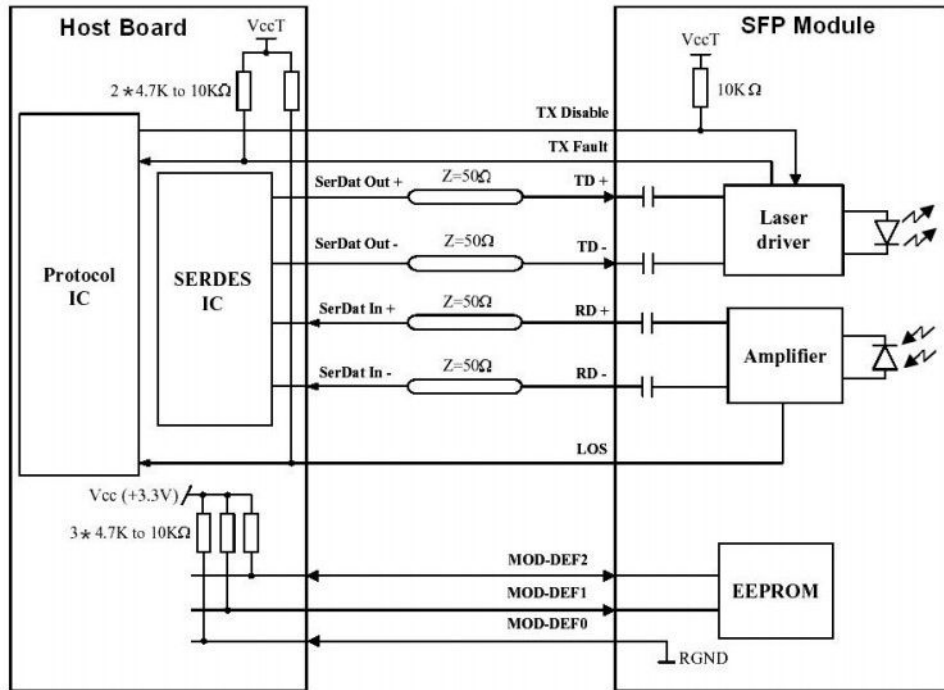 Host Board
SFP Module
VccT
VccT
2*4.7K to 10KΩ
10KΩ
TX Disable
TX Fault
SerDat Out +
Z=50Ω
TD +
SerDat Out -
Z=50Ω
TD -
Laser
driver
Protocol
IC
SERDES
IC
SerDat In +
Z=50Ω
RD +
SerDat In -
Z=50Ω
RD -
Amplifier
LOS
Vcc (+3.3V)
3*4.7K to 10KΩ
MOD-DEF2
MOD-DEF1
MOD-DEF0
EEPROM
RGND